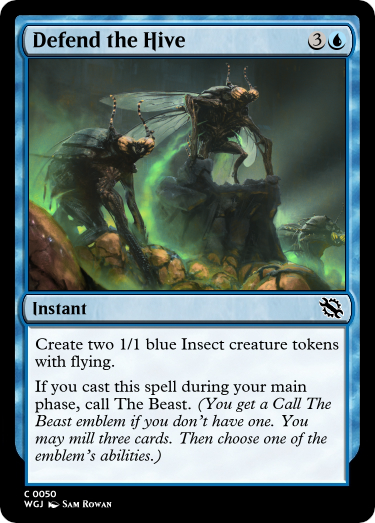 Defend the Hive 3
Instant
Create two 1/1 blue Insect creature tokens
with flying.
If you cast this spell during your main
phase, call The Beast. (You get a Call The
Beast emblem if you don't have one. You
may mill three cards. Then choose one of the
emblem's abilities.)
C 0050
WGJ Sam Rowan